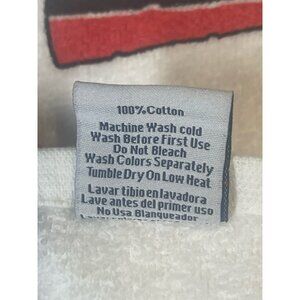 100% Cotton
Machine Wash cold
Wash Before First Use
Do Not Bleach
Wash Colors Separately
Tumble Dry On Low Heat
Lavar tibio en lavadora
Lave antes del primer uso
No Usa Blanqueador